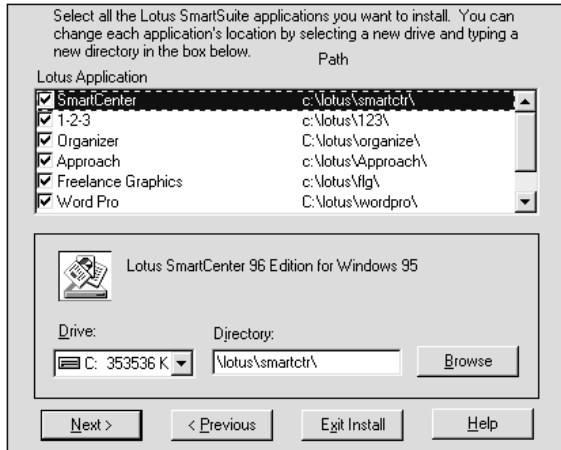 Select all the Lotus SmartSuite applications you want to install. You can
change each application's location by selecting a new drive and typing a
new directory in the box below.
Path
Lotus Application
SmartCenter c:\lotus\smartctr\
1-2-3 c:\lotus\123\
Organizer C:\lotus\organize\
Approach c:\lotus\Approach\
Freelance Graphics c:\lotus\flg\
Word Pro C:\lotus\wordpro\
Lotus SmartCenter 96 Edition for Windows 95
Drive: Directory:
C: 353536 K \lotus\smartctr\ Browse
Next > < Previous Exit Install Help